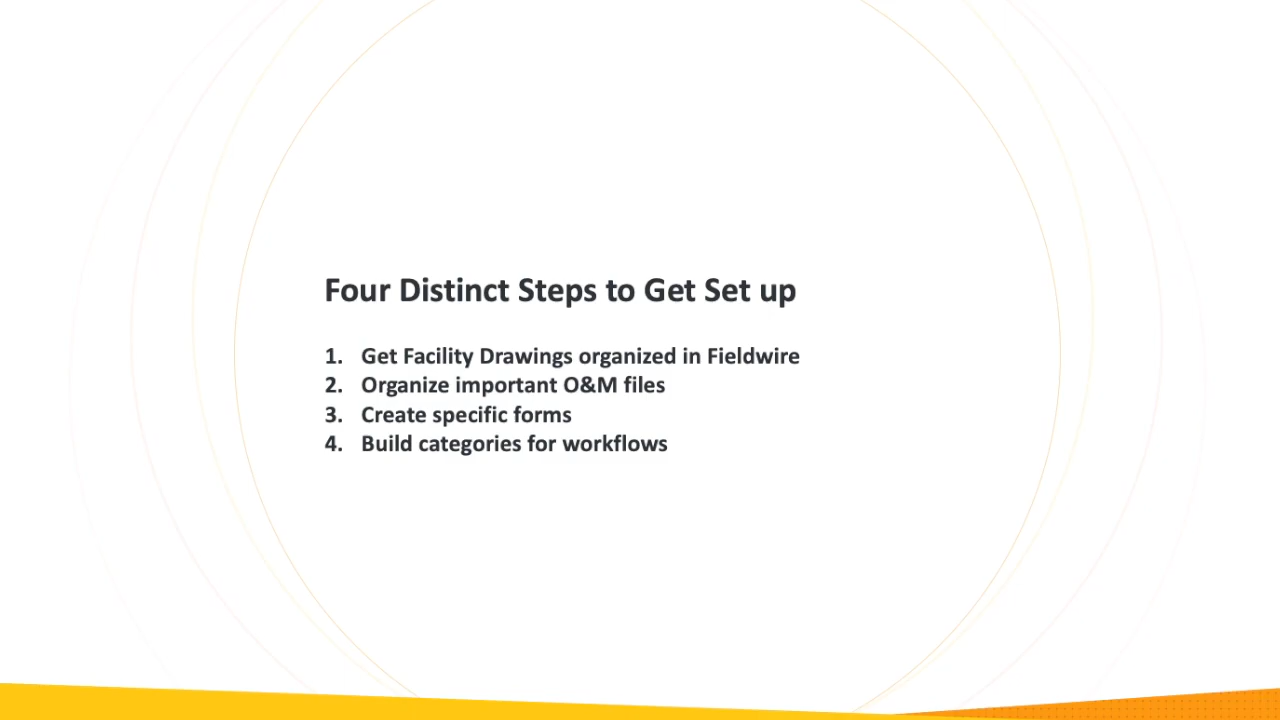 Four Distinct Steps to Get Set up
1. Get Facility Drawings organized in Fieldwire
2. Organize important O&M files
3. Create specific forms
4. Build categories for workflows